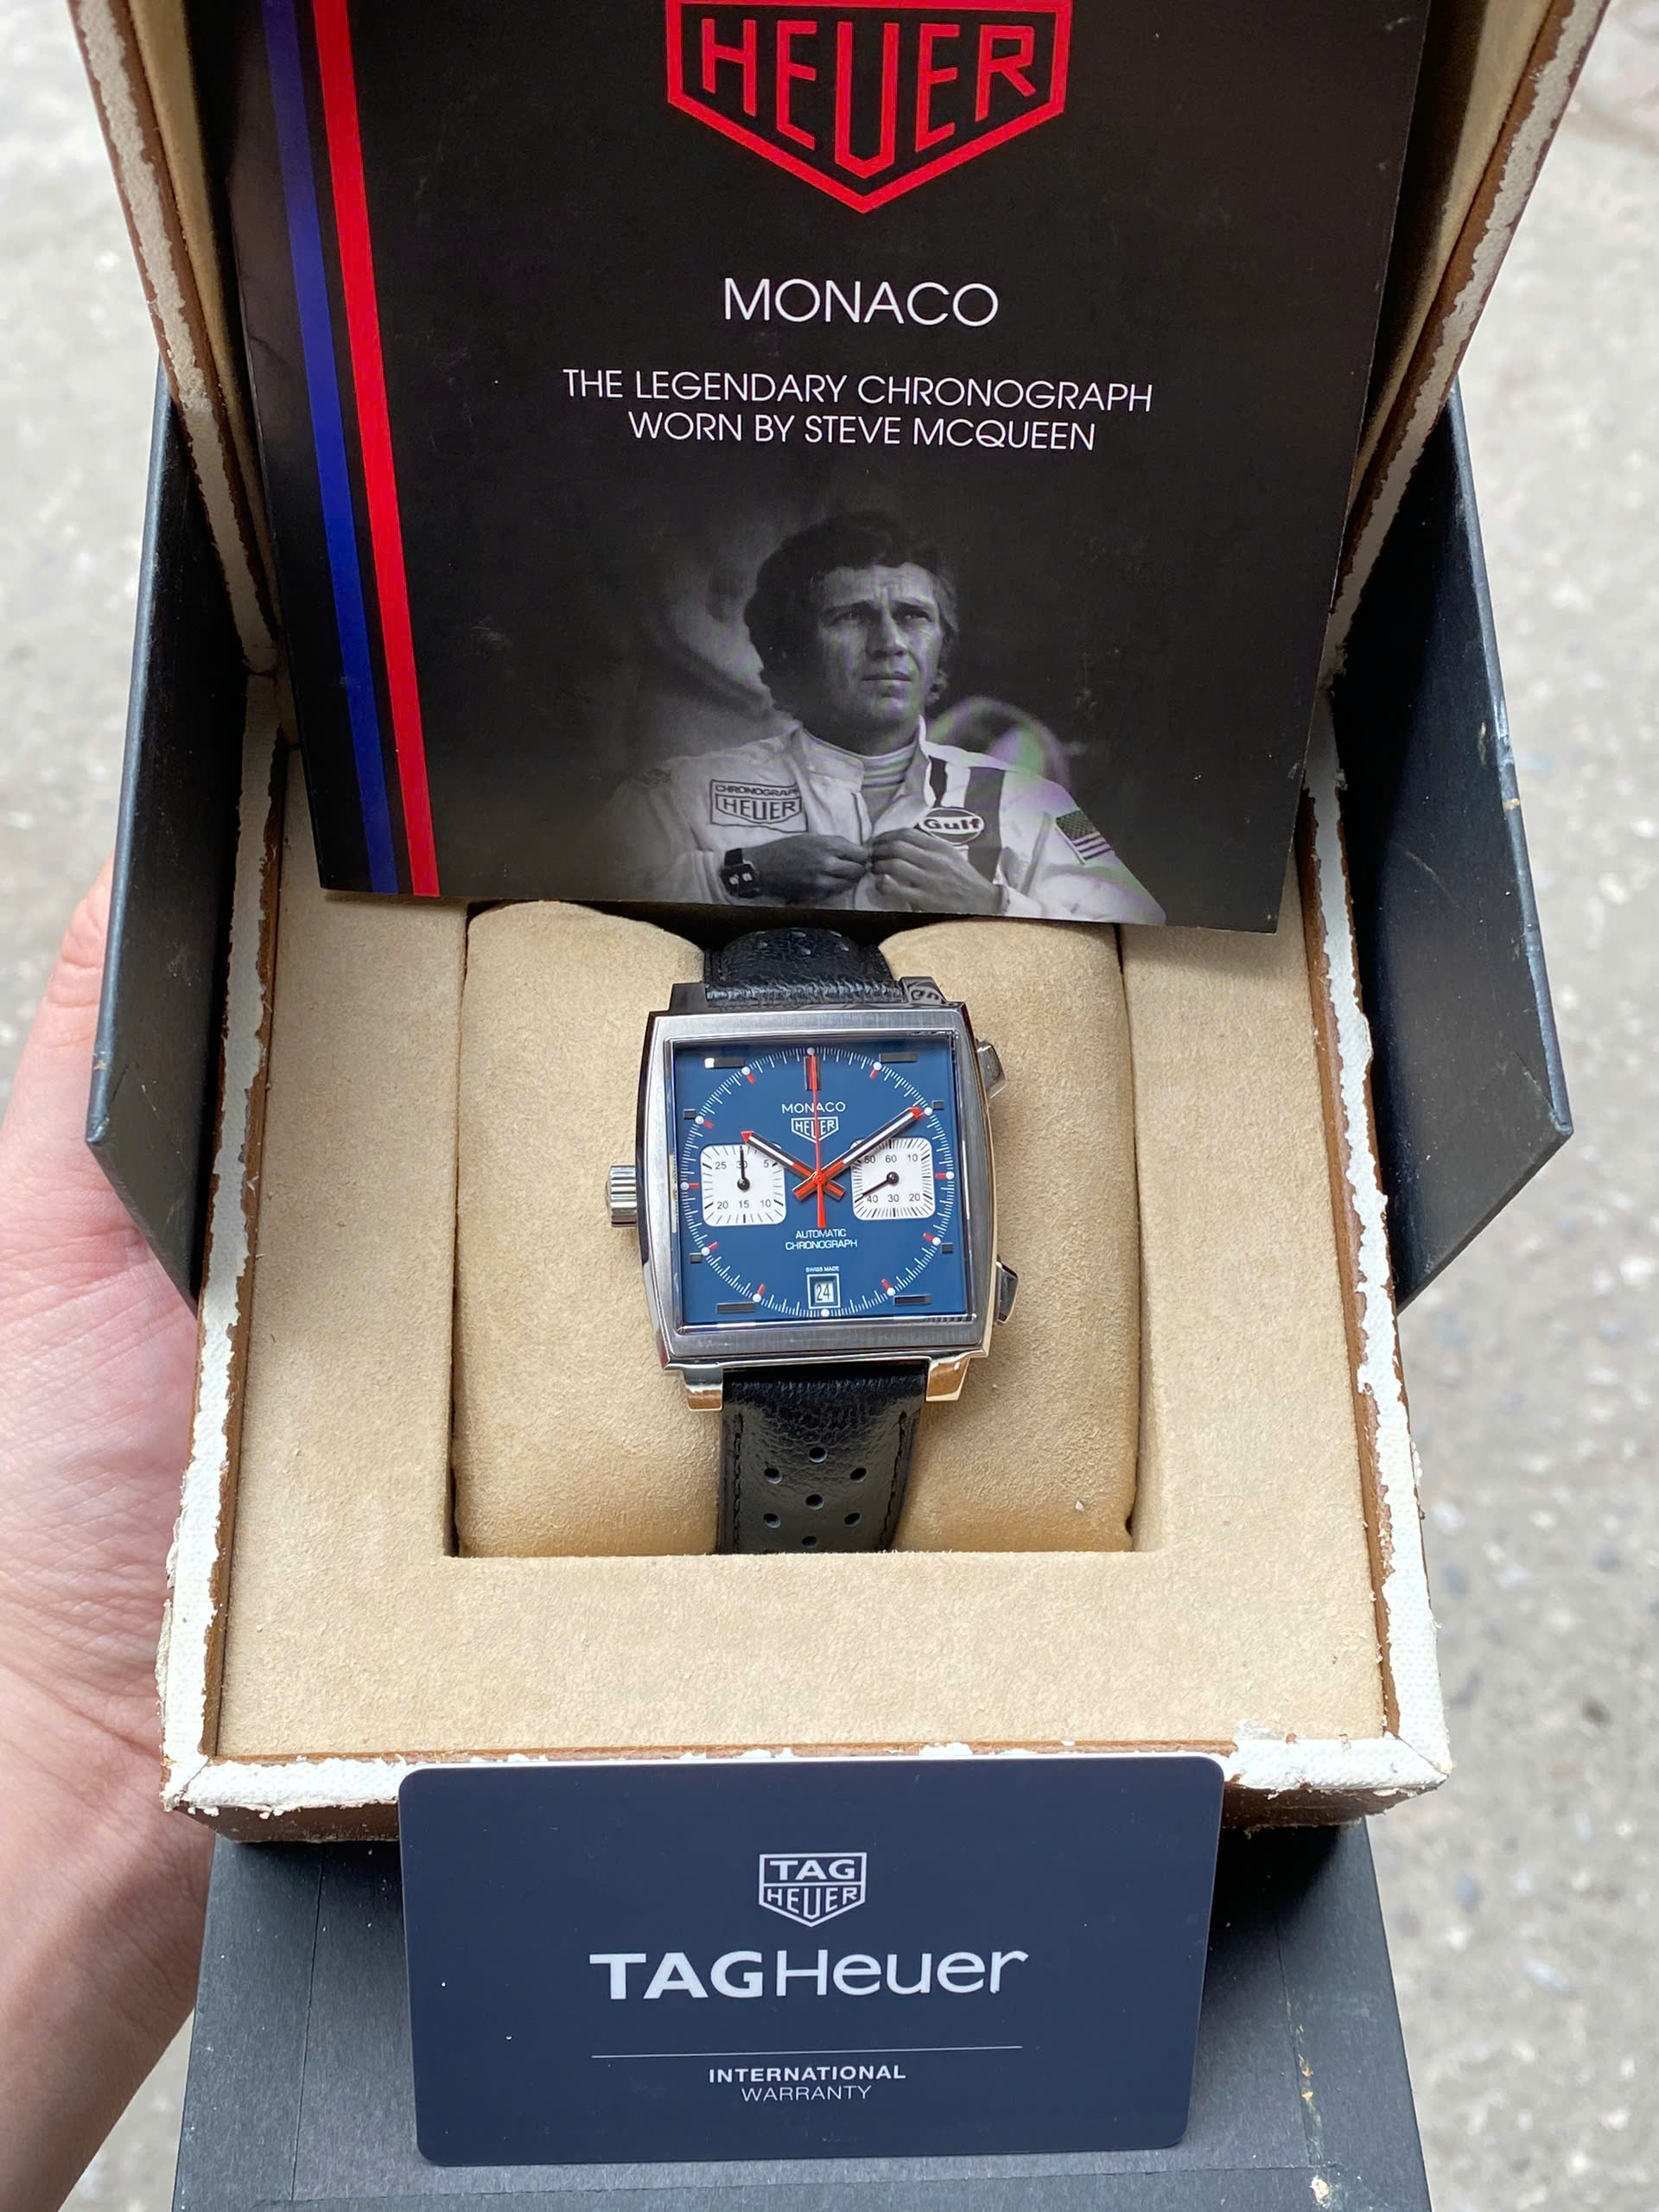 HEUER
MONACO
THE LEGENDARY CHRONOGRAPH
WORN BY STEVE MCQUEEN
CHRONOGRAPH
HEUER
Gulf
MONACO
HEUER
25 30 5
20 15 10
50 60 10
40 30 20
AUTOMATIC
CHRONOGRAPH
SWISS MADE
24
TAG
HEUER
TAGHeuer
INTERNATIONAL
WARRANTY